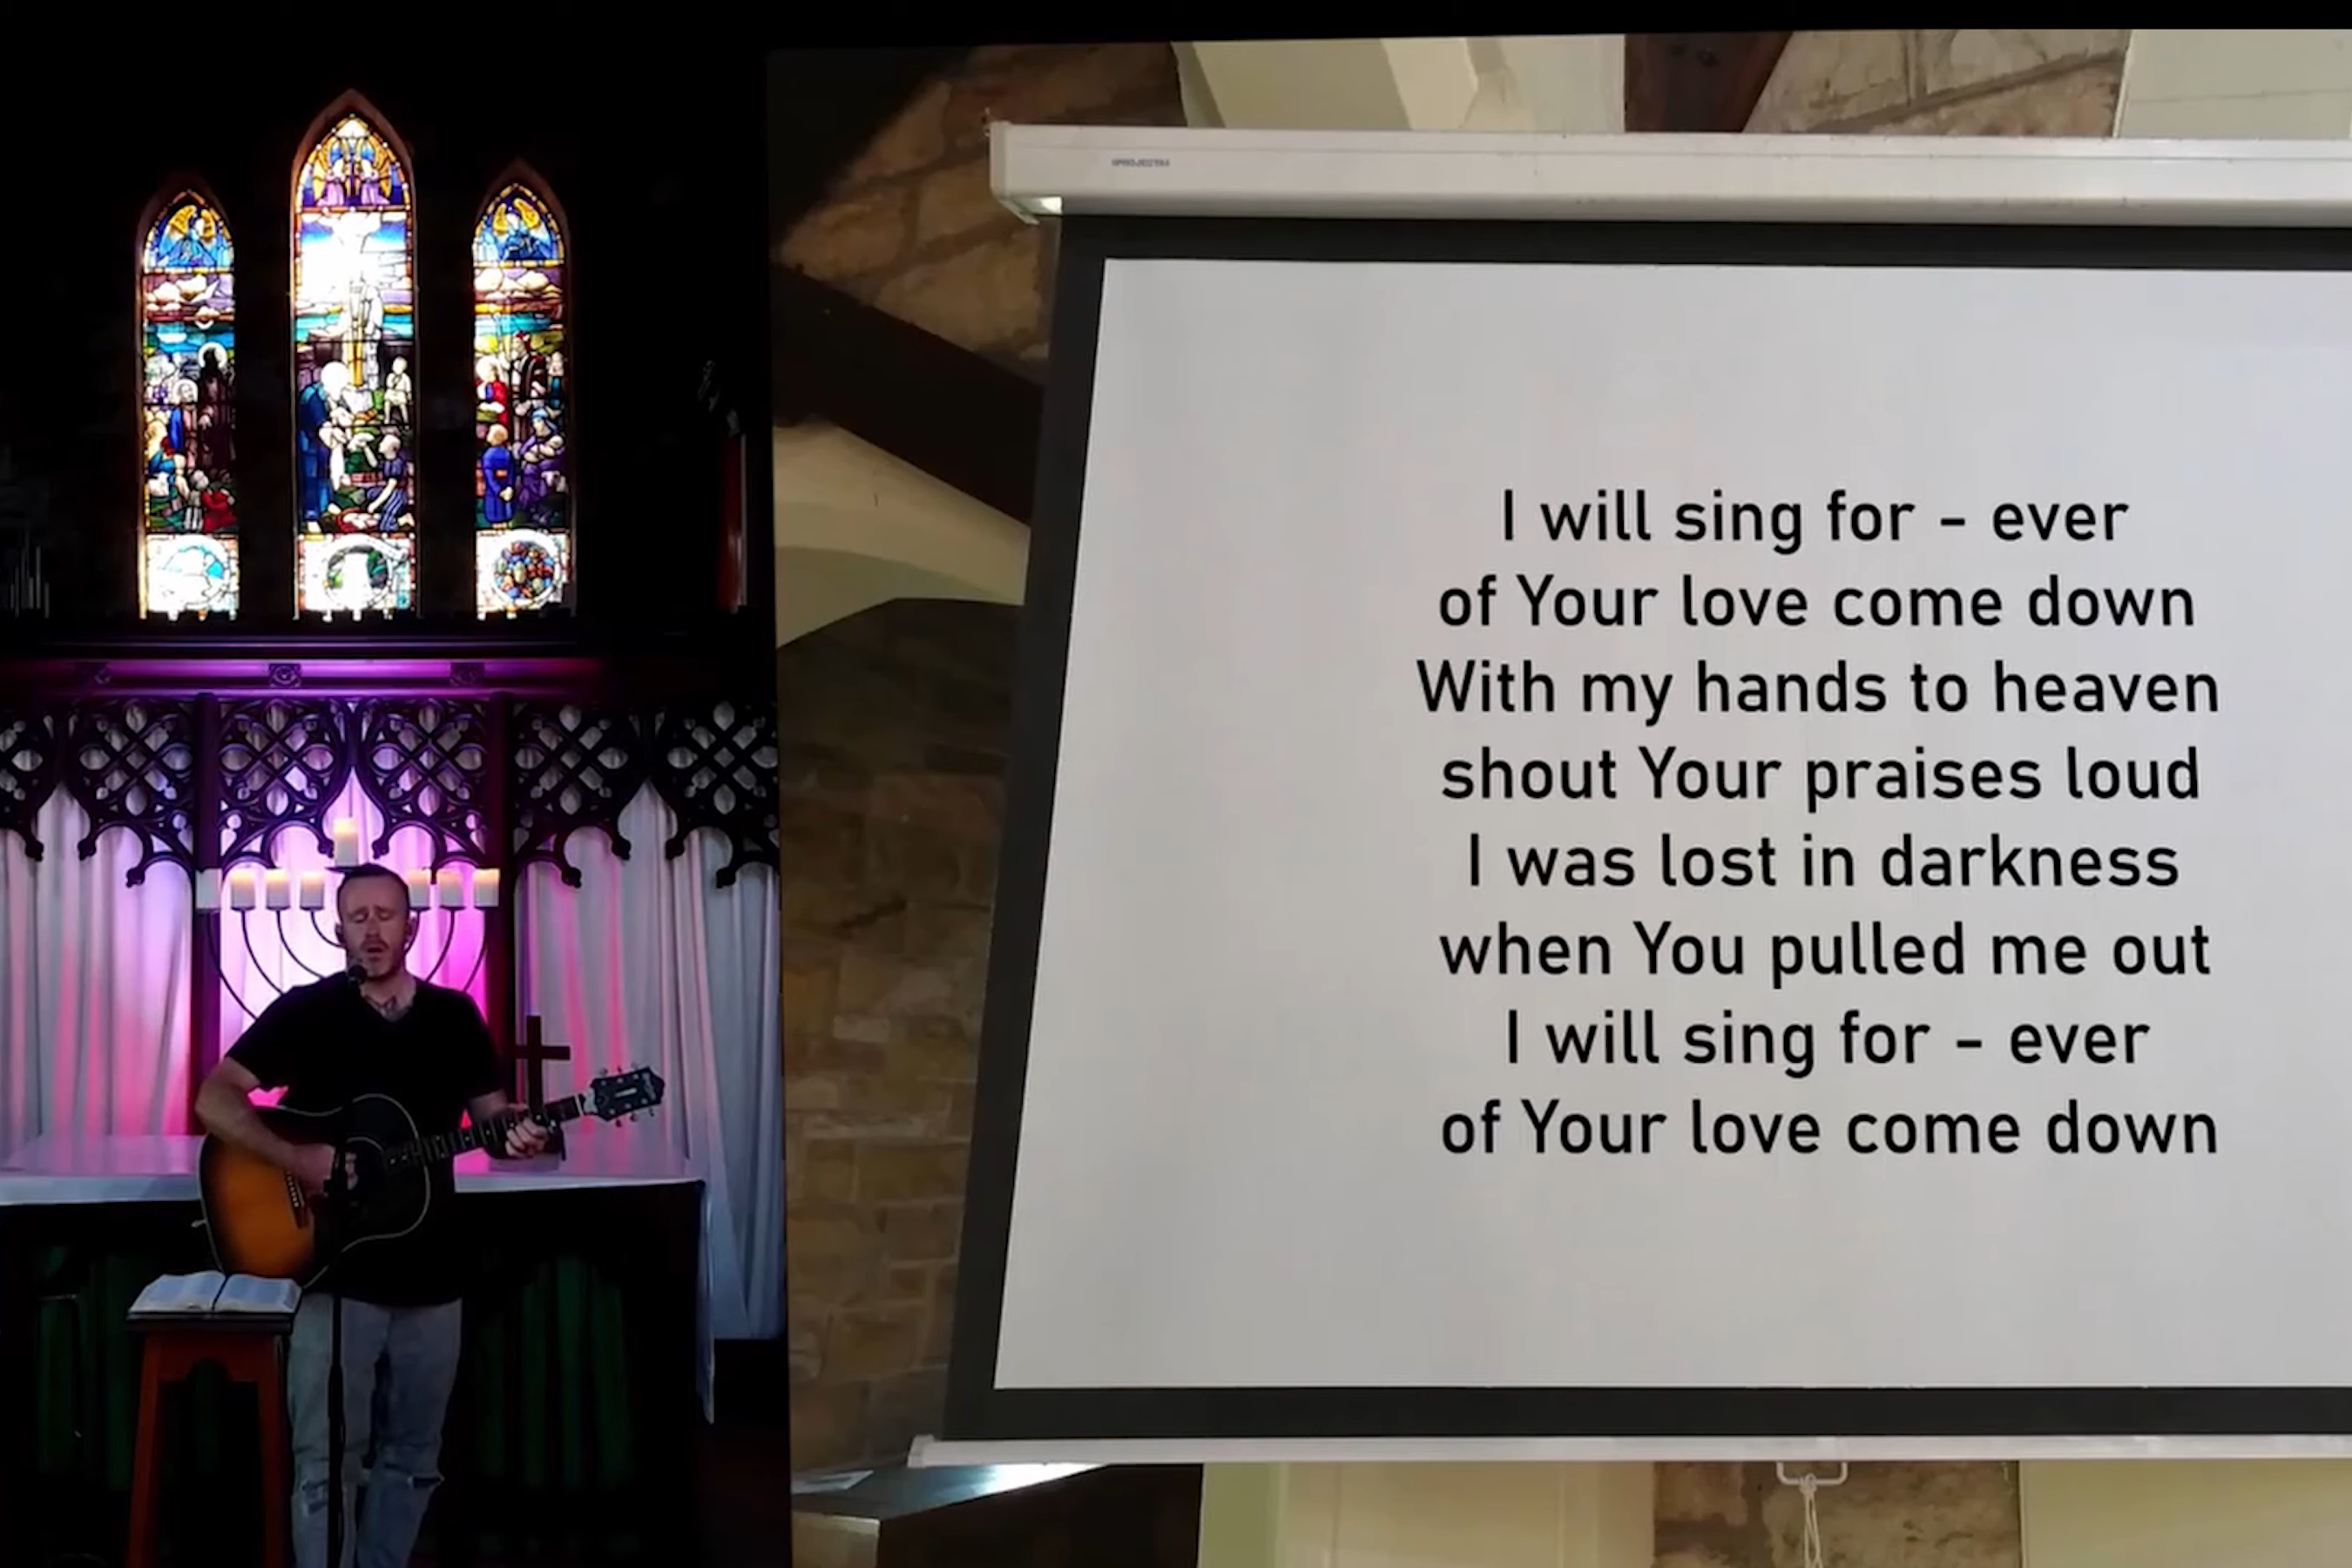 I will sing for - ever
of Your love come down
With my hands to heaven
shout Your praises loud
I was lost in darkness
when You pulled me out
I will sing for - ever
of Your love come down